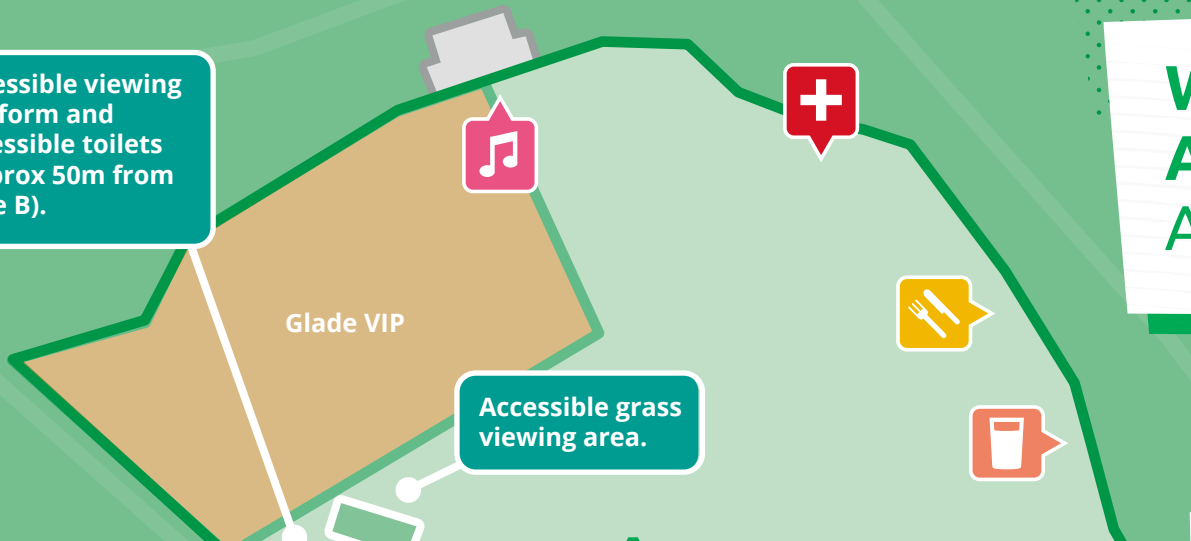 essible viewing
form and
essible toilets
prox 50m from
e B).
Glade VIP
Accessible grass
viewing area.
W
A
A